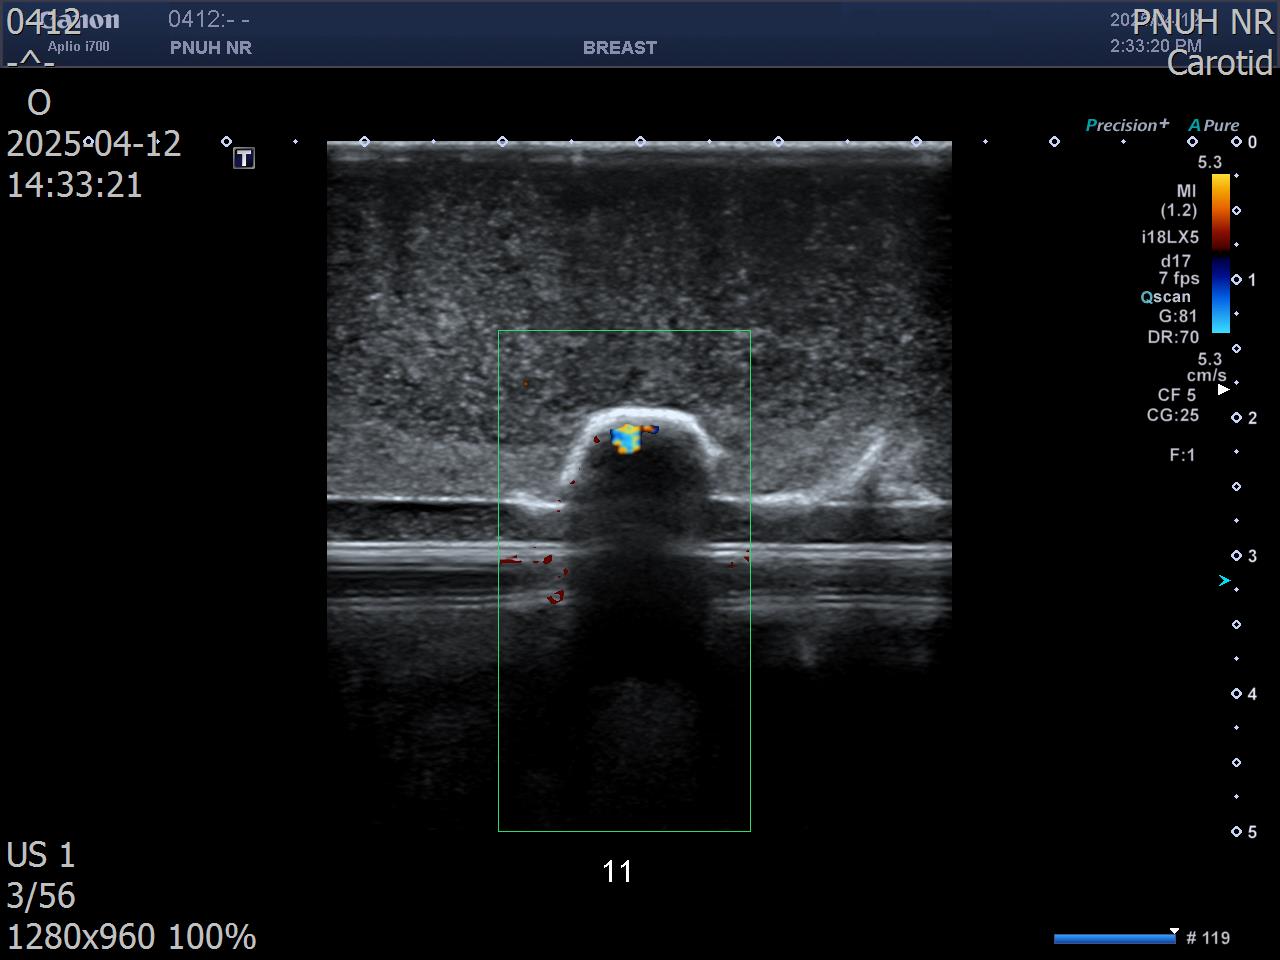 0412
Canon
0412:- -
PNUH NR
-^-
Aplio i700
PNUH NR
BREAST
2:33:20 PM
Carotid
O
2025-04-12
14:33:21
T
Precision+ A Pure
0
5.3
MI
(1.2)
i18LX5
d17
7 fps
1
Qscan
G:81
DR:70
5.3
cm/s
CF 5
CG:25
2
F:1
3
4
5
US 1
3/56
1280x960 100%
11
# 119